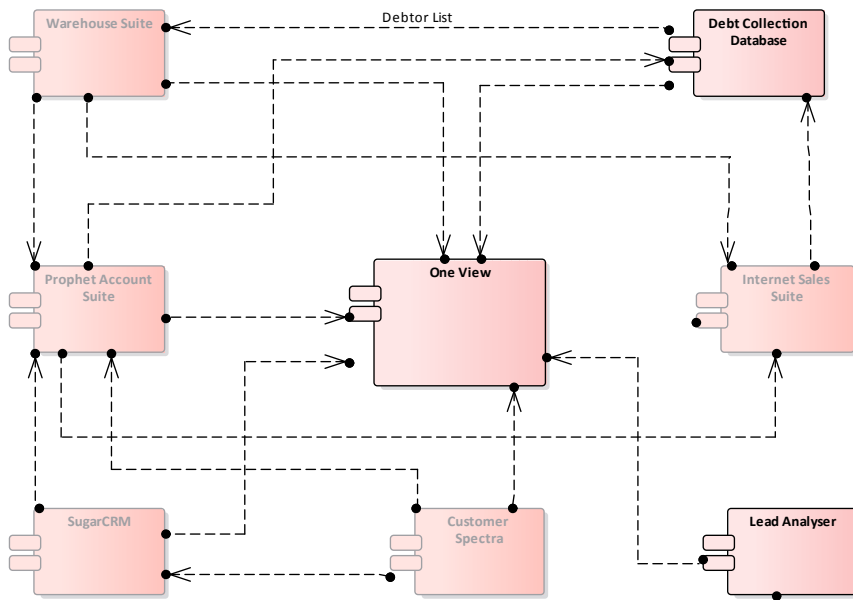 Warehouse Suite
Debtor List
Debt Collection
Database
Prophet Account
Suite
One View
Internet Sales
Suite
SugarCRM
Customer
Spectra
Lead Analyser